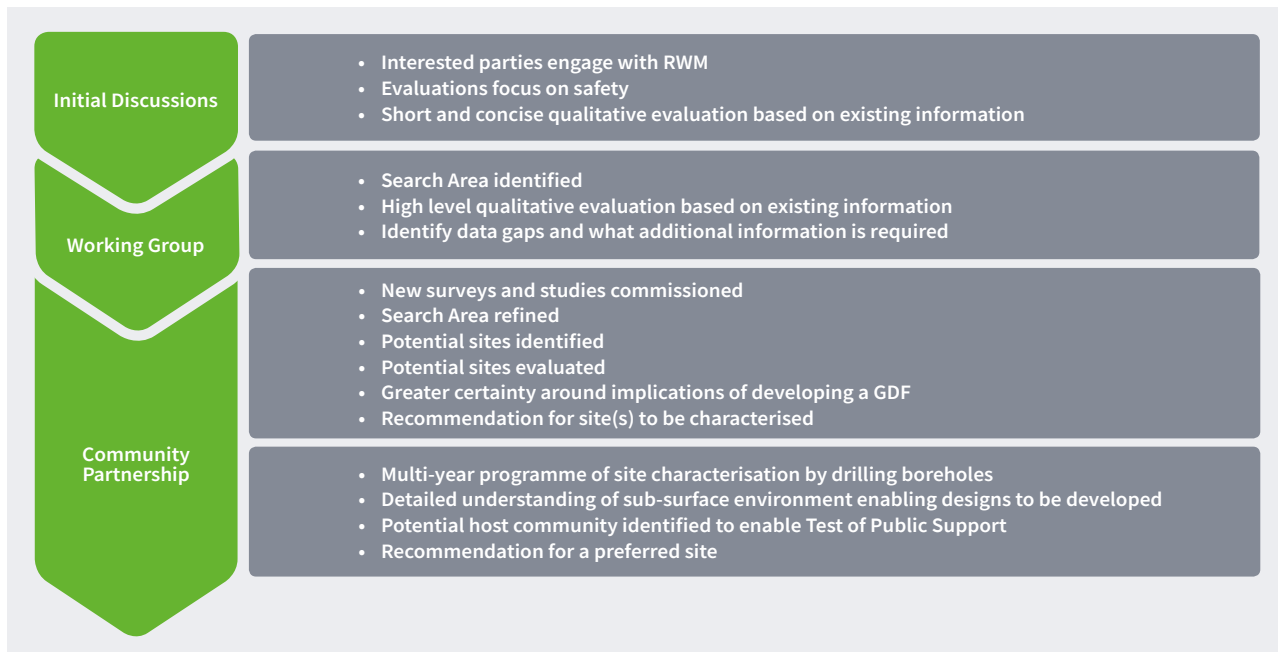 Initial Discussions
• Interested parties engage with RWM
• Evaluations focus on safety
• Short and concise qualitative evaluation based on existing information
Working Group
• Search Area identified
• High level qualitative evaluation based on existing information
• Identify data gaps and what additional information is required
Community
Partnership
• New surveys and studies commissioned
• Search Area refined
• Potential sites identified
• Potential sites evaluated
• Greater certainty around implications of developing a GDF
• Recommendation for site(s) to be characterised
• Multi-year programme of site characterisation by drilling boreholes
• Detailed understanding of sub-surface environment enabling designs to be developed
• Potential host community identified to enable Test of Public Support
• Recommendation for a preferred site